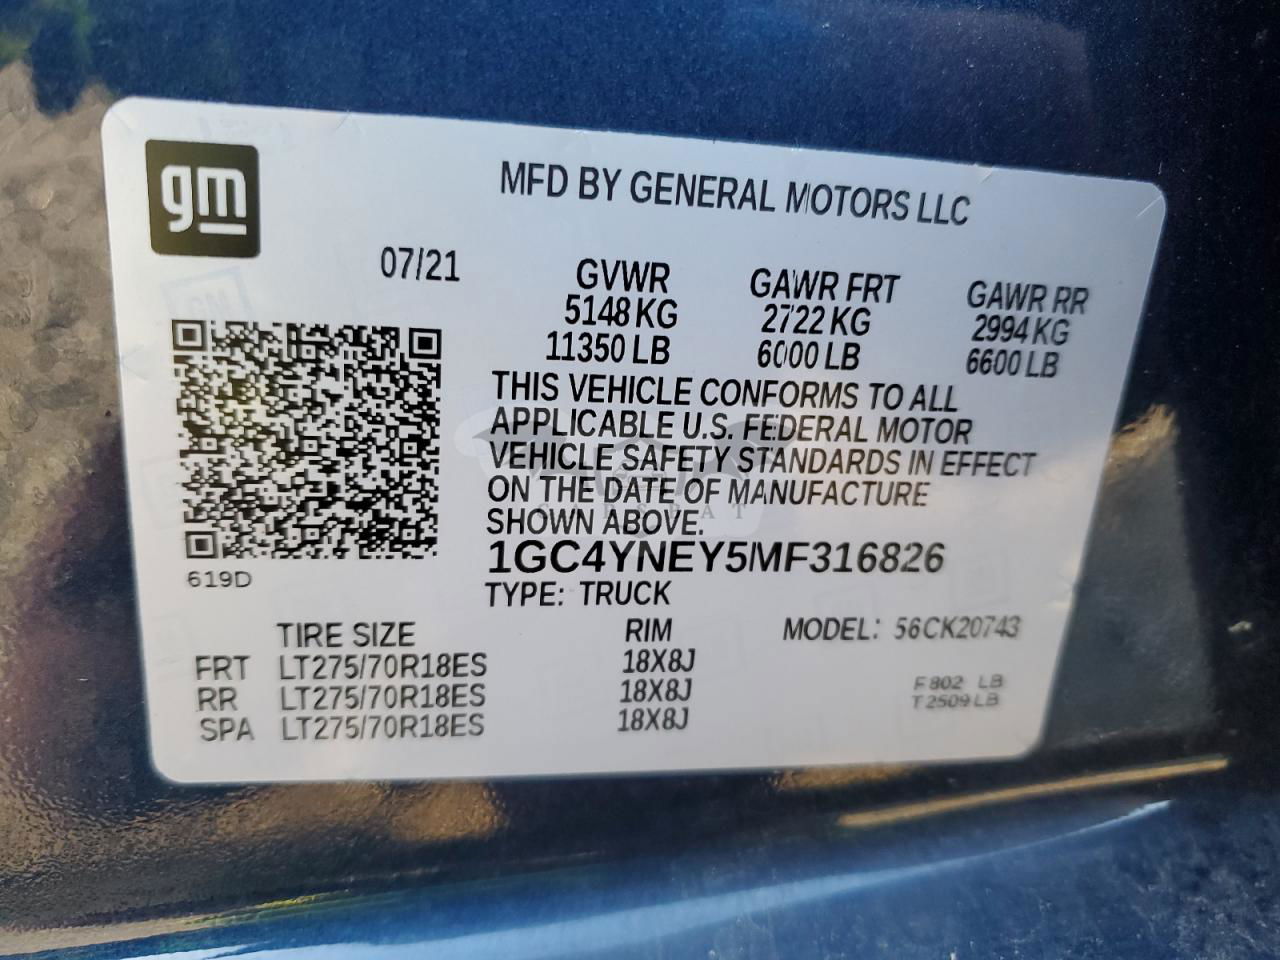 gm
MFD BY GENERAL MOTORS LLC
07/21
GVWR GAWR FRT GAWR RR
5148 KG 2722 KG 2994 KG
11350 LB 6000 LB 6600 LB
THIS VEHICLE CONFORMS TO ALL
APPLICABLE U.S. FEDERAL MOTOR
VEHICLE SAFETY STANDARDS IN EFFECT
ON THE DATE OF MANUFACTURE
SHOWN ABOVE.
1GC4YNEY5MF316826
619D
TYPE: TRUCK
TIRE SIZE RIM MODEL: 56CK20743
FRT LT275/70R18ES 18X8J
RR LT275/70R18ES 18X8J
SPA LT275/70R18ES 18X8J
F802 LB
T2509LB